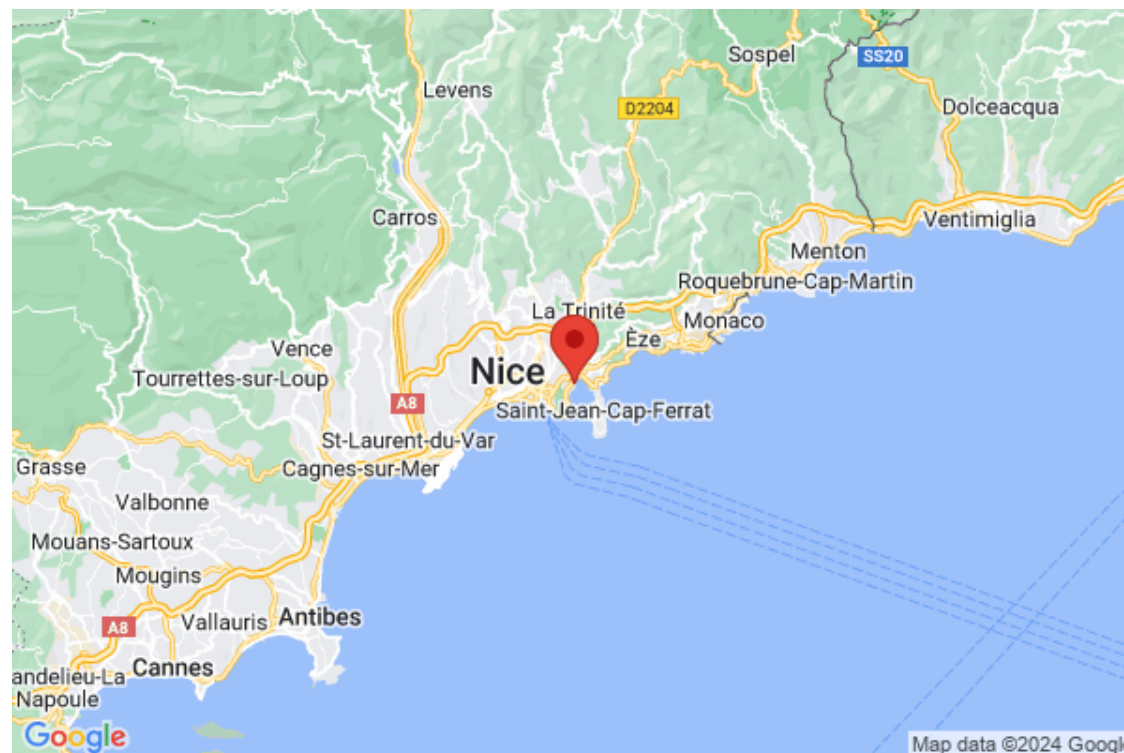 Sospel
SS20
Levens
D2204
Dolceacqua
Carros
Ventimiglia
Menton
Roquebrune-Cap-Martin
La Trinité
Monaco
Èze
Vence
Nice
Tourrettes-sur-Loup
A8
Saint-Jean-Cap-Ferrat
St-Laurent-du-Var
Grasse
Cagnes-sur-Mer
Valbonne
Mouans-Sartoux
Mougins
Antibes
Vallauris
A8
Cannes
andelieu-La
Napoule
Google
Map data ©2024 Google